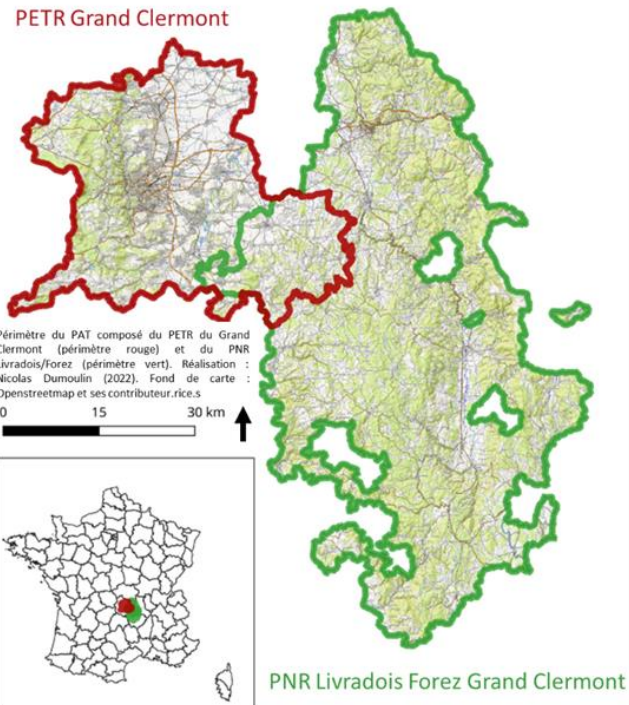 PETR Grand Clermont
Périmètre du PAT composé du PETR du Grand
Clermont (périmètre rouge) et du PNR
Livradois/Forez (périmètre vert). Réalisation :
Nicolas Dumoulin (2022). Fond de carte :
Openstreetmap et ses contributeur.rice.s
0 15 30 km
PNR Livradois Forez Grand Clermont